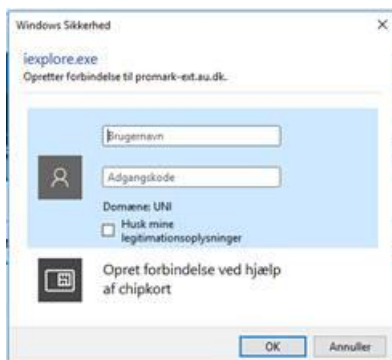 Windows Sikkerhed
iexplore.exe
Opretter forbindelse til promark-ext.au.dk.
Brugernavn
Adgangskode
Domæne: UNI
Husk mine
legitimationsoplysninger
Opret forbindelse ved hjælp
af chipkort
OK
Annuller